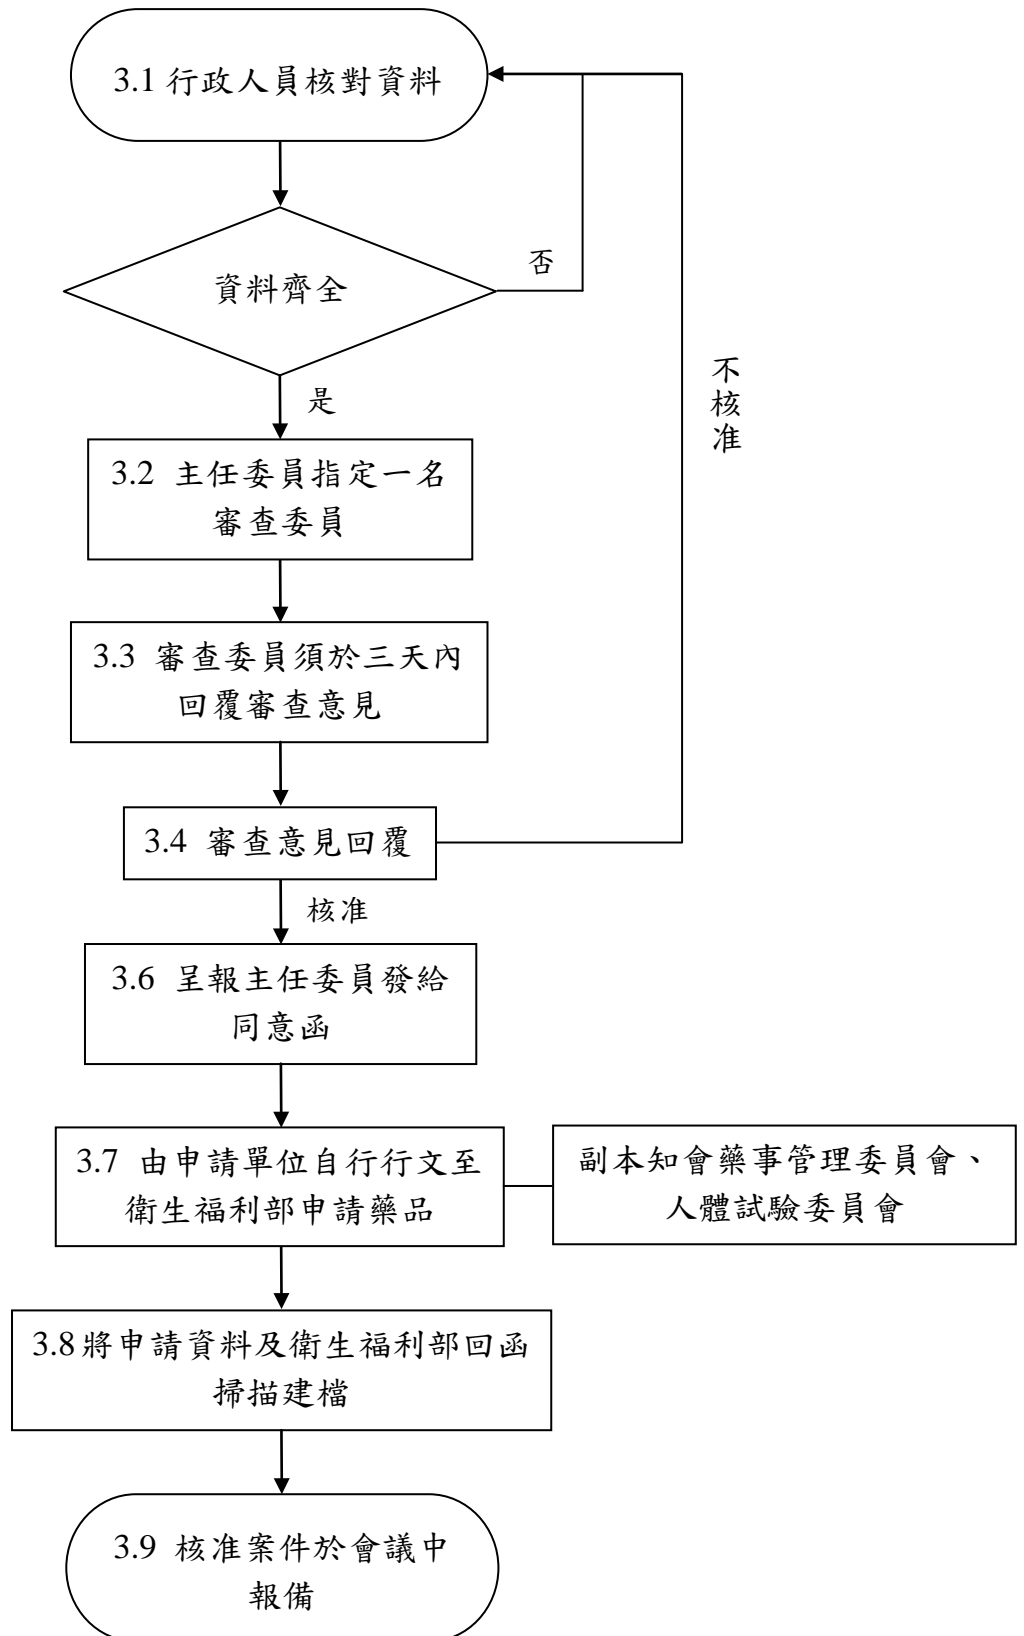 3.1 行政人員核對資料
資料齊全
否
是
不核准
3.2 主任委員指定一名
審查委員
3.3 審查委員須於三天內
回覆審查意見
3.4 審查意見回覆
核准
3.6 呈報主任委員發給
同意函
3.7 由申請單位自行行文至
衛生福利部申請藥品
副本知會藥事管理委員會、
人體試驗委員會
3.8 將申請資料及衛生福利部回函
掃描建檔
3.9 核准案件於會議中
報備